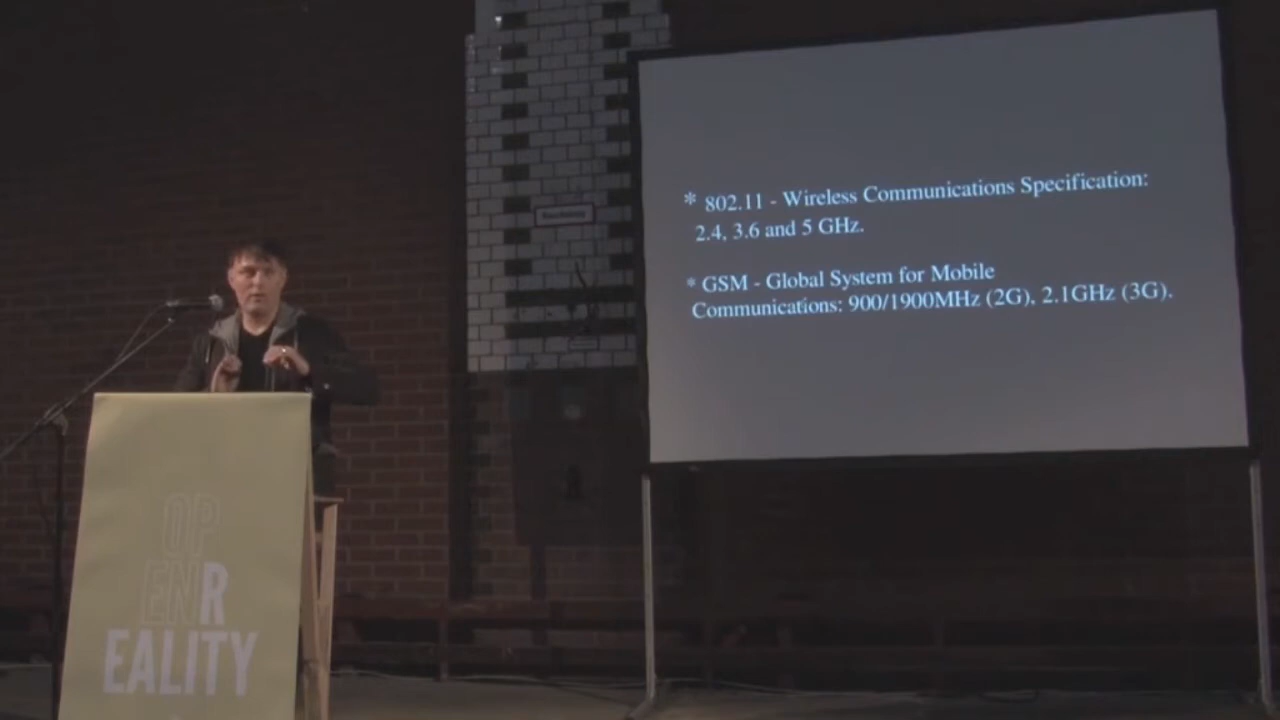 * 802.11 - Wireless Communications Specification:
2.4, 3.6 and 5 GHz.
* GSM - Global System for Mobile
Communications: 900/1900MHz (2G), 2.1GHz (3G).
OP
ENR
EALITY